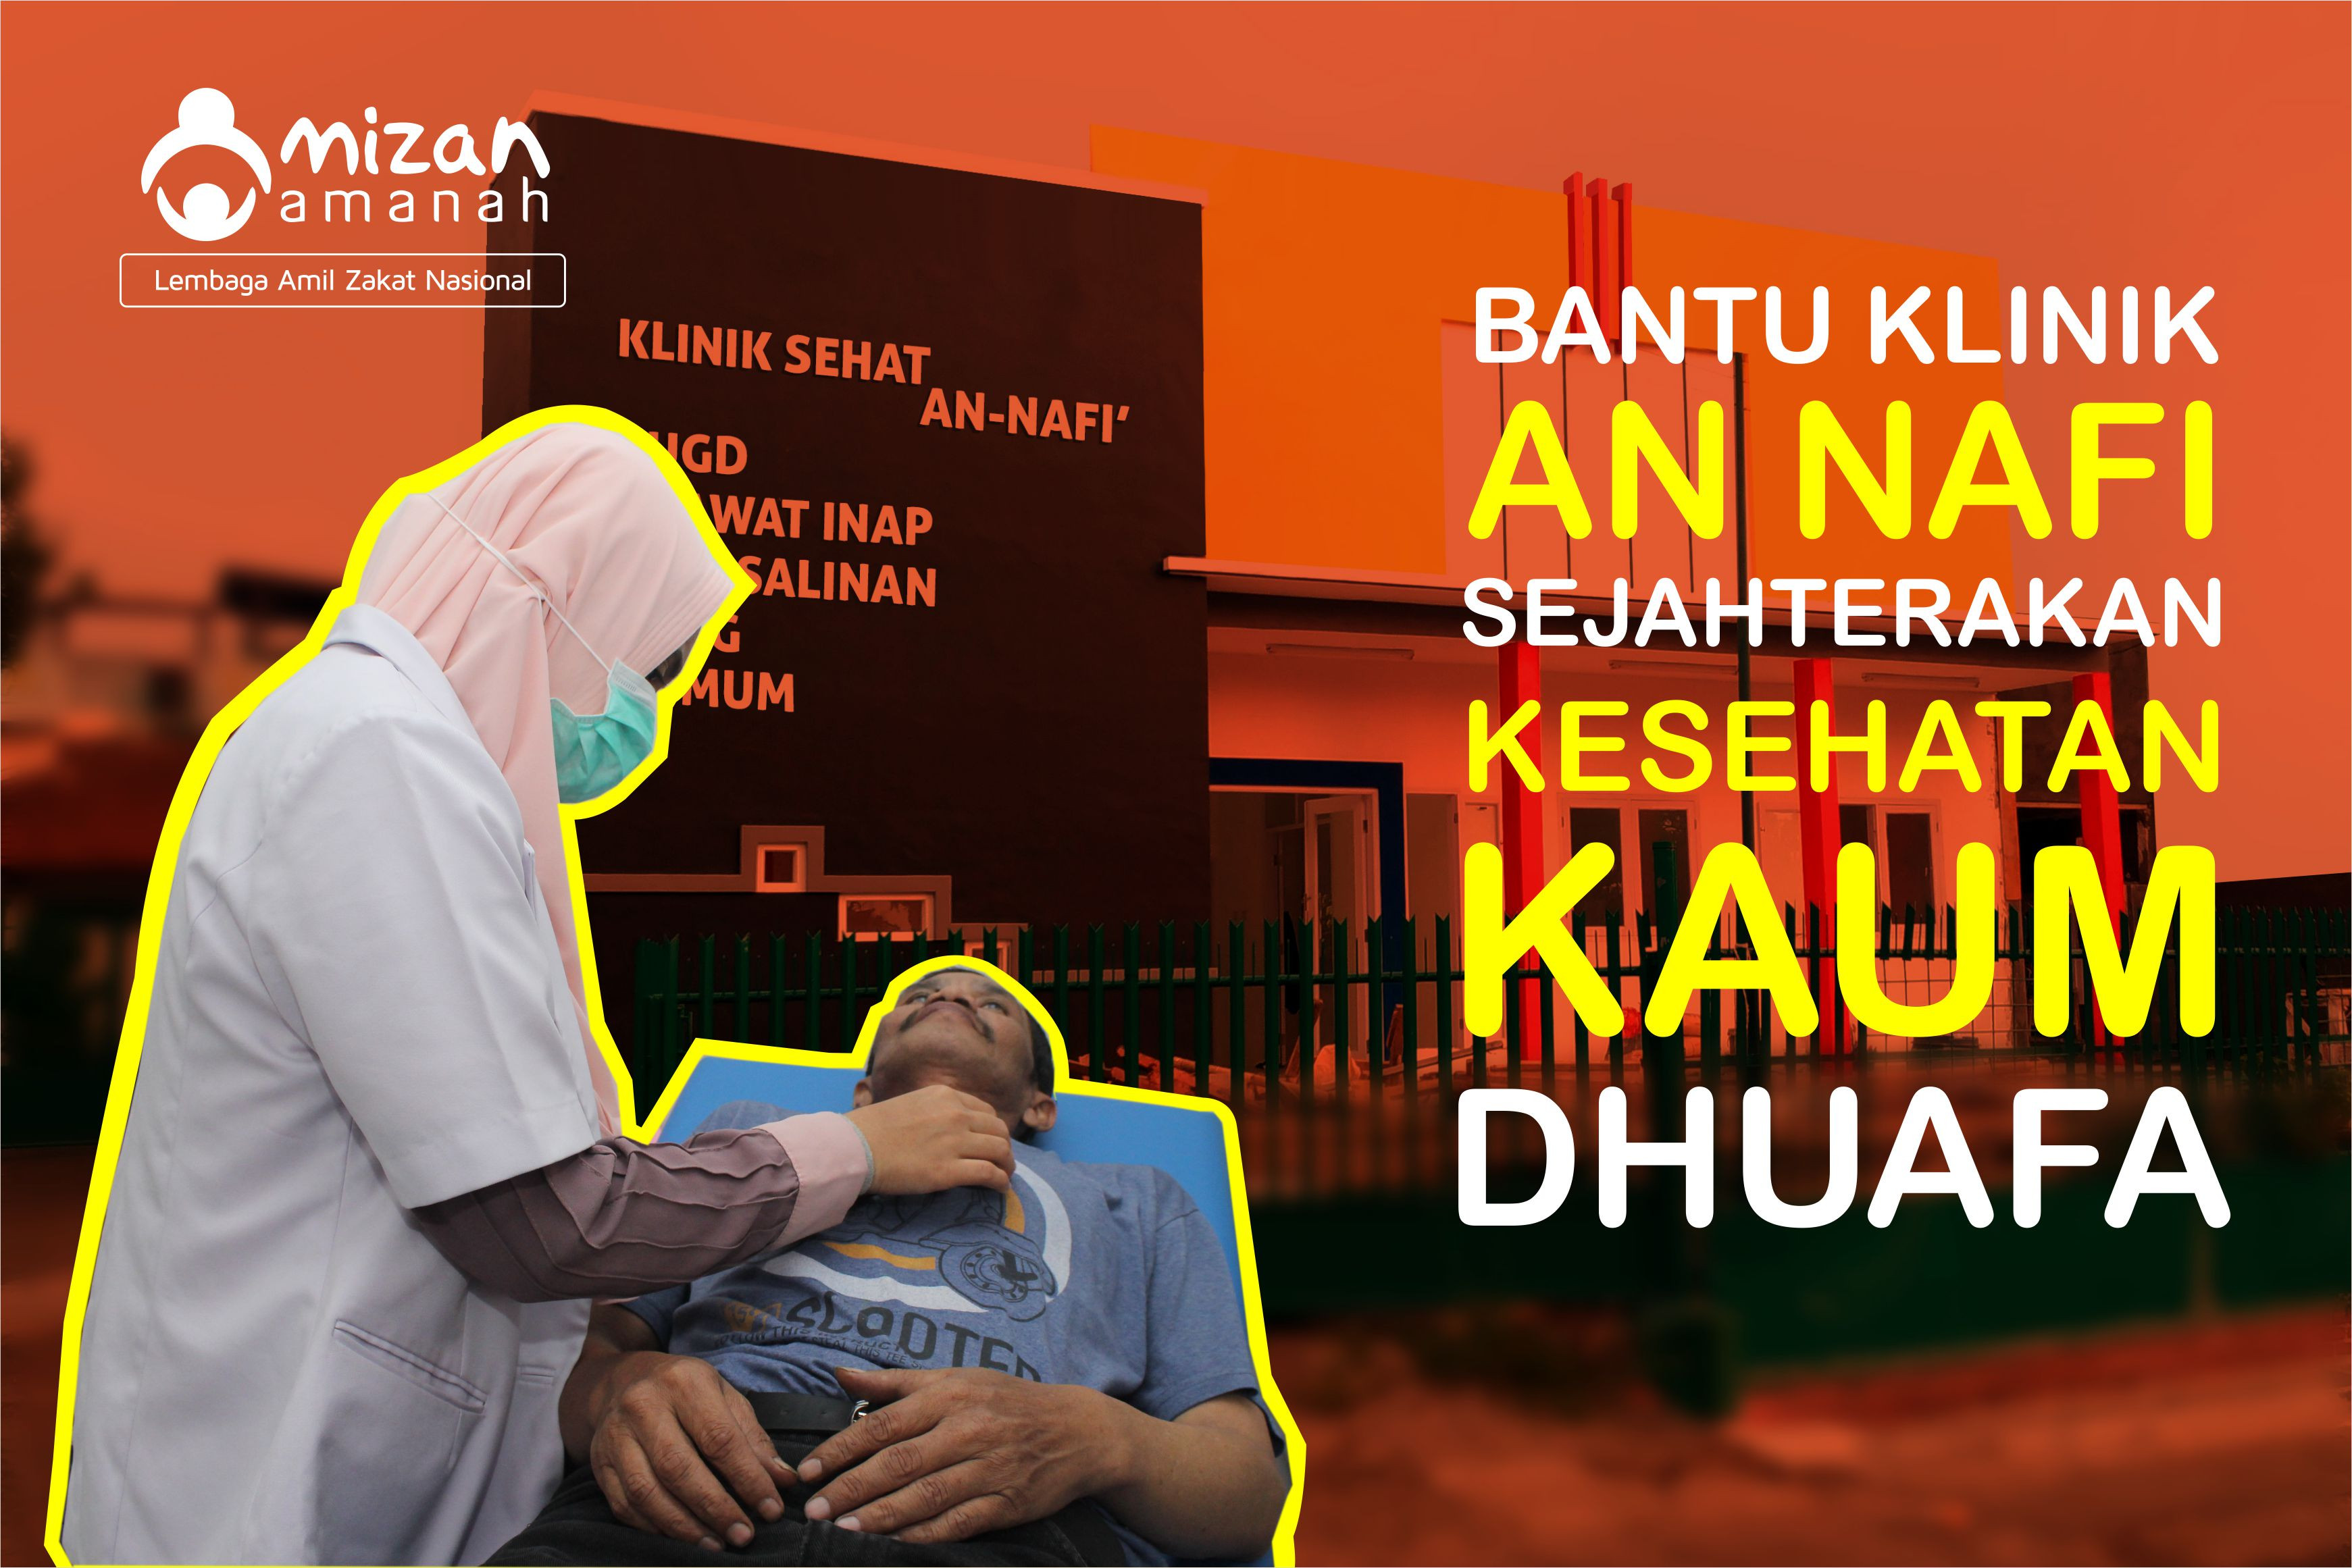 mizan
amanah
Lembaga Amil Zakat Nasional
KLINIK SEHAT
AN-NAFI'
UGD
WAT INAP
SALINAN
G
MUM
BANTU KLINIK
AN NAFI
SEJAHTERAKAN
KESEHATAN
KAUM
DHUAFA